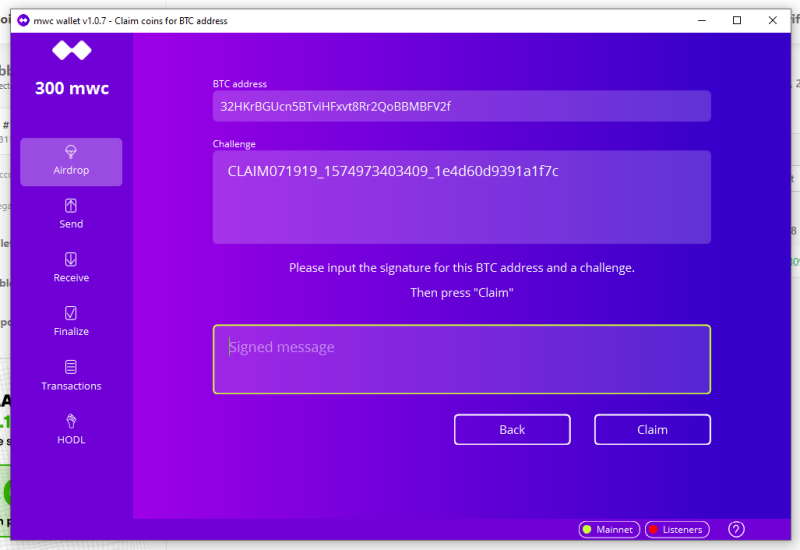 mwc wallet v1.0.7 - Claim coins for BTC address
300 mwc
Airdrop
Send
Receive
Finalize
Transactions
HODL
BTC address
32HKrBGUcn5BTviHFxvt8Rr2QoBBMBFV2f
Challenge
CLAIM071919_1574973403409_1e4d60d9391a1f7c
Please input the signature for this BTC address and a challenge.
Then press "Claim"
Signed message
Back
Claim
Mainnet
Listeners
?